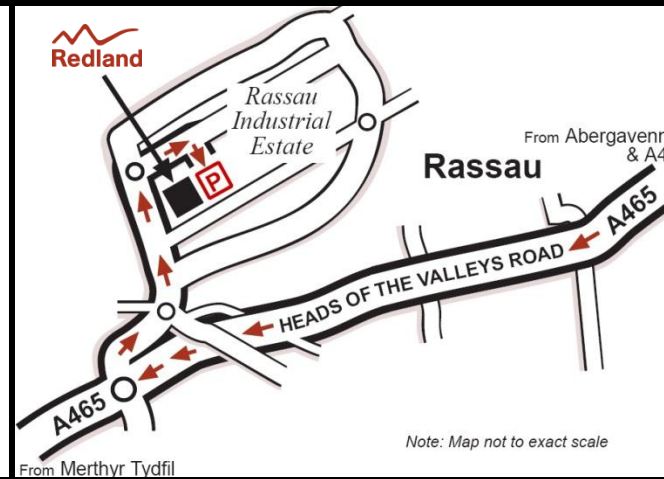 Redland
Rassau
Industrial
Estate
P
From Abergavenn
& A4
Rassau
A465
HEADS OF THE VALLEYS ROAD
A465
Note: Map not to exact scale
From Merthyr Tydfil